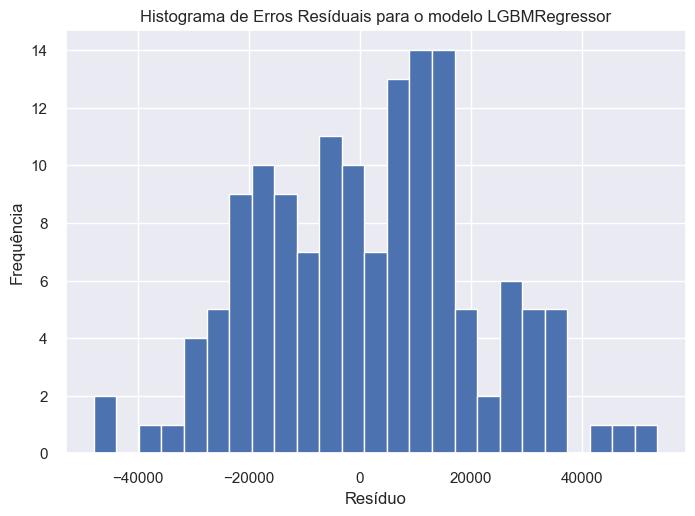 Histograma de Erros Resíduais para o modelo LGBMRegressor
14
12
10
8
6
4
2
0
Frequência
−40000 −20000 0 20000 40000
Resíduo